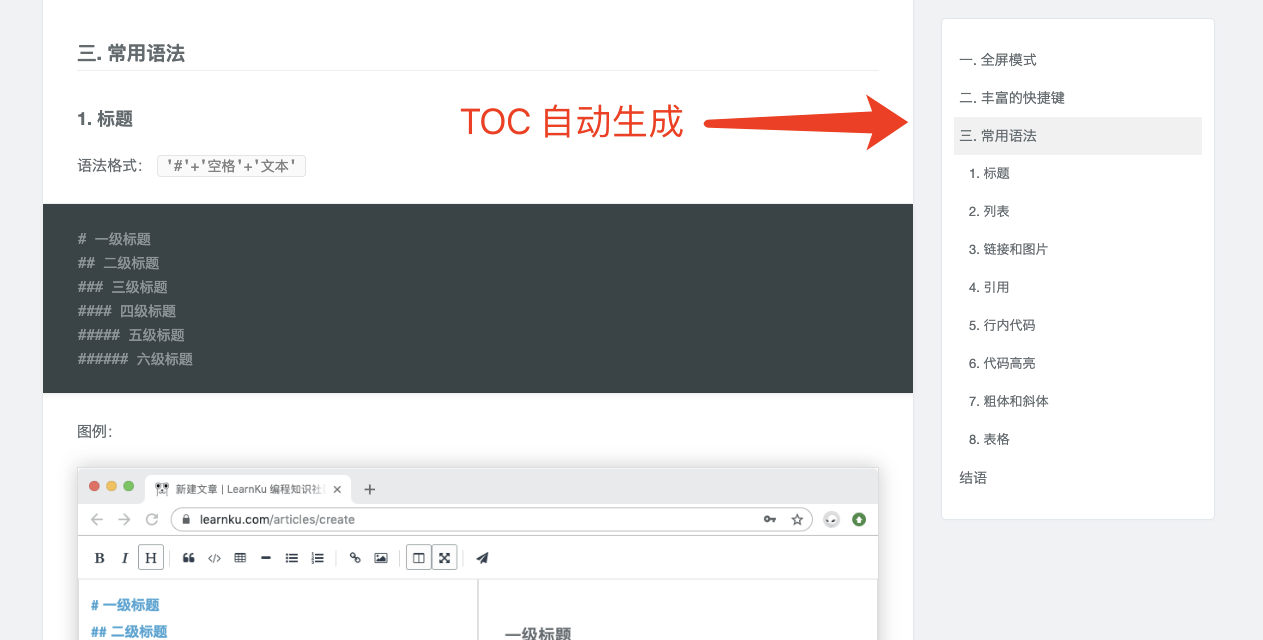 三. 常用语法
1. 标题
TOC 自动生成
语法格式： '#'+'空格'+'文本'
# 一级标题
## 二级标题
### 三级标题
#### 四级标题
##### 五级标题
###### 六级标题
图例：
新建文章 | LearnKu 编程知识社
learnku.com/articles/create
B I H
# 一级标题
## 二级标题
一级标题
一. 全屏模式
二. 丰富的快捷键
三. 常用语法
1. 标题
2. 列表
3. 链接和图片
4. 引用
5. 行内代码
6. 代码高亮
7. 粗体和斜体
8. 表格
结语